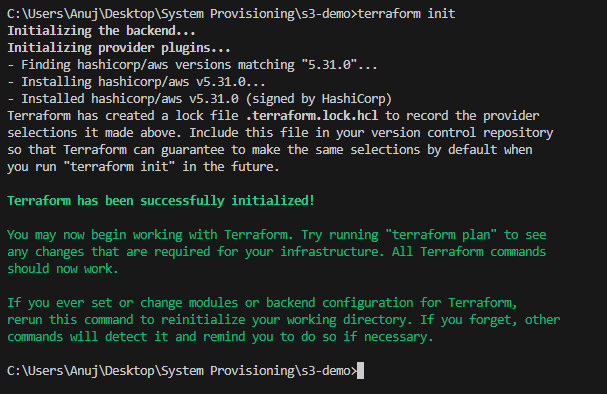 C:\Users\Anuj\Desktop\System Provisioning\s3-demo>terraform init
Initializing the backend...
Initializing provider plugins...
- Finding hashicorp/aws versions matching "5.31.0"...
- Installing hashicorp/aws v5.31.0...
- Installed hashicorp/aws v5.31.0 (signed by HashiCorp)
Terraform has created a lock file .terraform.lock.hcl to record the provider
selections it made above. Include this file in your version control repository
so that Terraform can guarantee to make the same selections by default when
you run "terraform init" in the future.
Terraform has been successfully initialized!
You may now begin working with Terraform. Try running "terraform plan" to see
any changes that are required for your infrastructure. All Terraform commands
should now work.
If you ever set or change modules or backend configuration for Terraform,
rerun this command to reinitialize your working directory. If you forget, other
commands will detect it and remind you to do so if necessary.
C:\Users\Anuj\Desktop\System Provisioning\s3-demo>